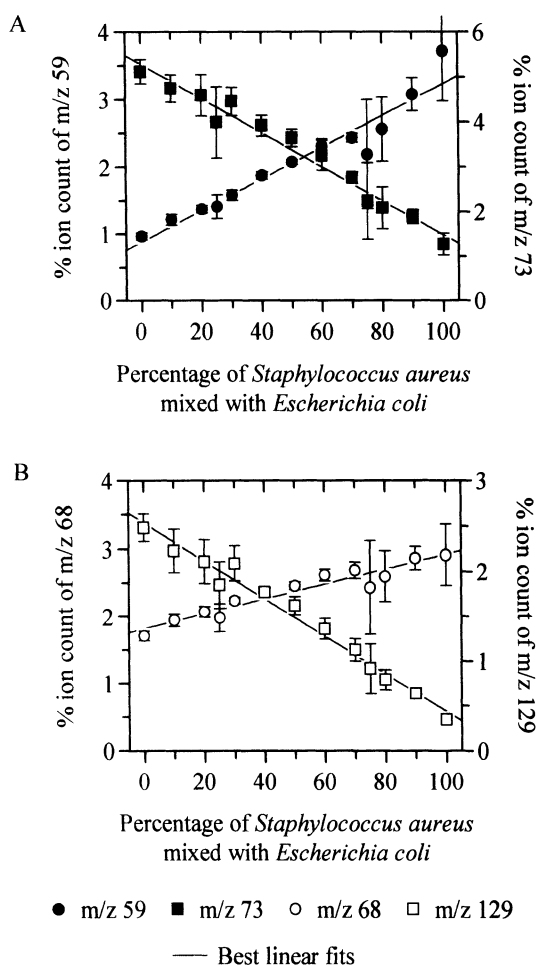 A
% ion count of m/z 59
4
3
2
1
0
% ion count of m/z 73
6
4
2
0
0 20 40 60 80 100
Percentage of Staphylococcus aureus
mixed with Escherichia coli
B
% ion count of m/z 68
4
3
2
1
0
% ion count of m/z 129
3
2
1
0
0 20 40 60 80 100
Percentage of Staphylococcus aureus
mixed with Escherichia coli
m/z 59 m/z 73 m/z 68 m/z 129
Best linear fits